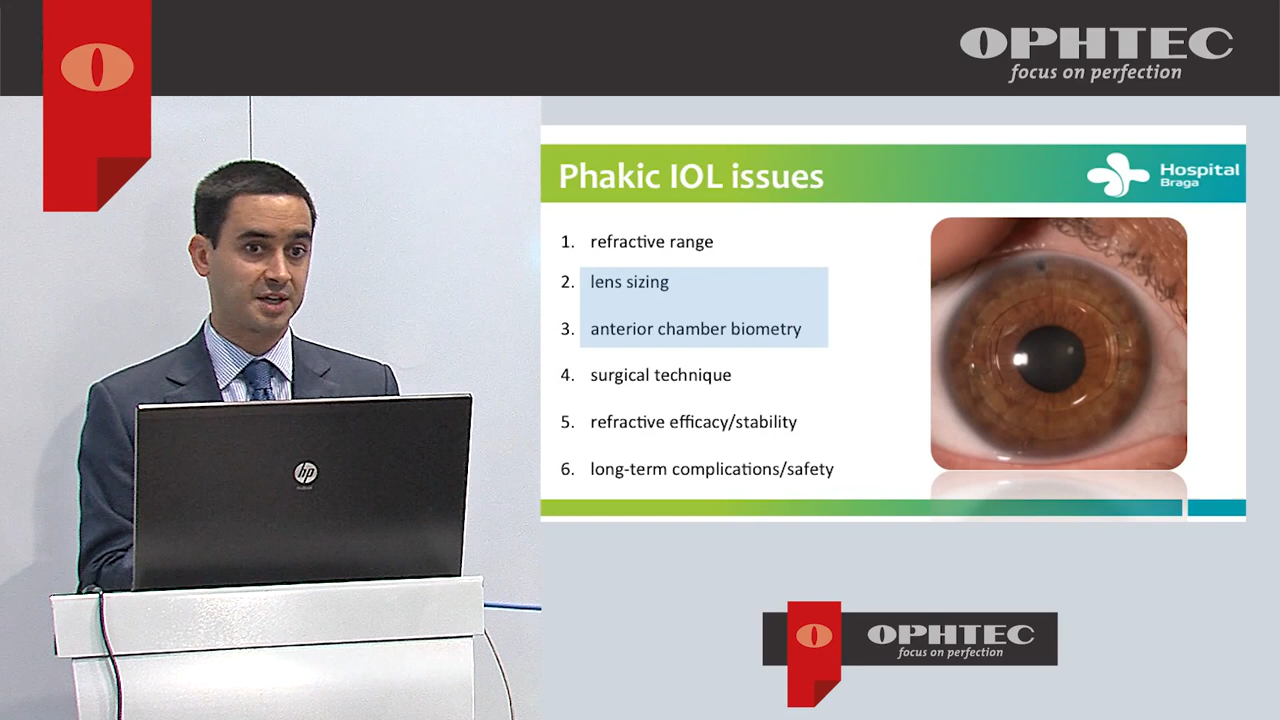 OPHTEC
focus on perfection
Phakic IOL issues
Hospital
Braga
1. refractive range
2. lens sizing
3. anterior chamber biometry
4. surgical technique
5. refractive efficacy/stability
6. long-term complications/safety
hp
OPHTEC
focus on perfection